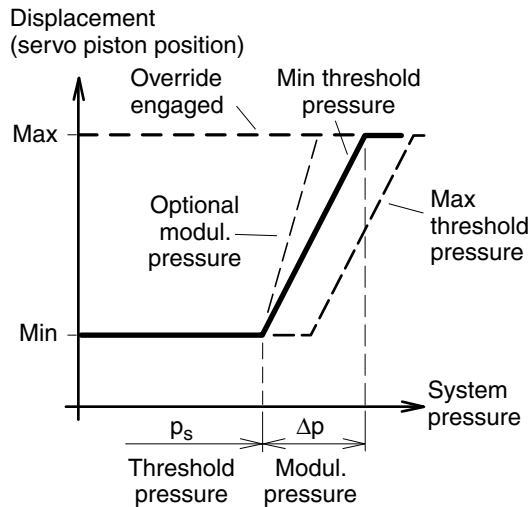 Displacement
(servo piston position)
Override
engaged
Min threshold
pressure
Max
Optional
modul.
pressure
Max
threshold
pressure
Min
System
pressure
pₛ
Δp
Threshold
pressure
Modul.
pressure